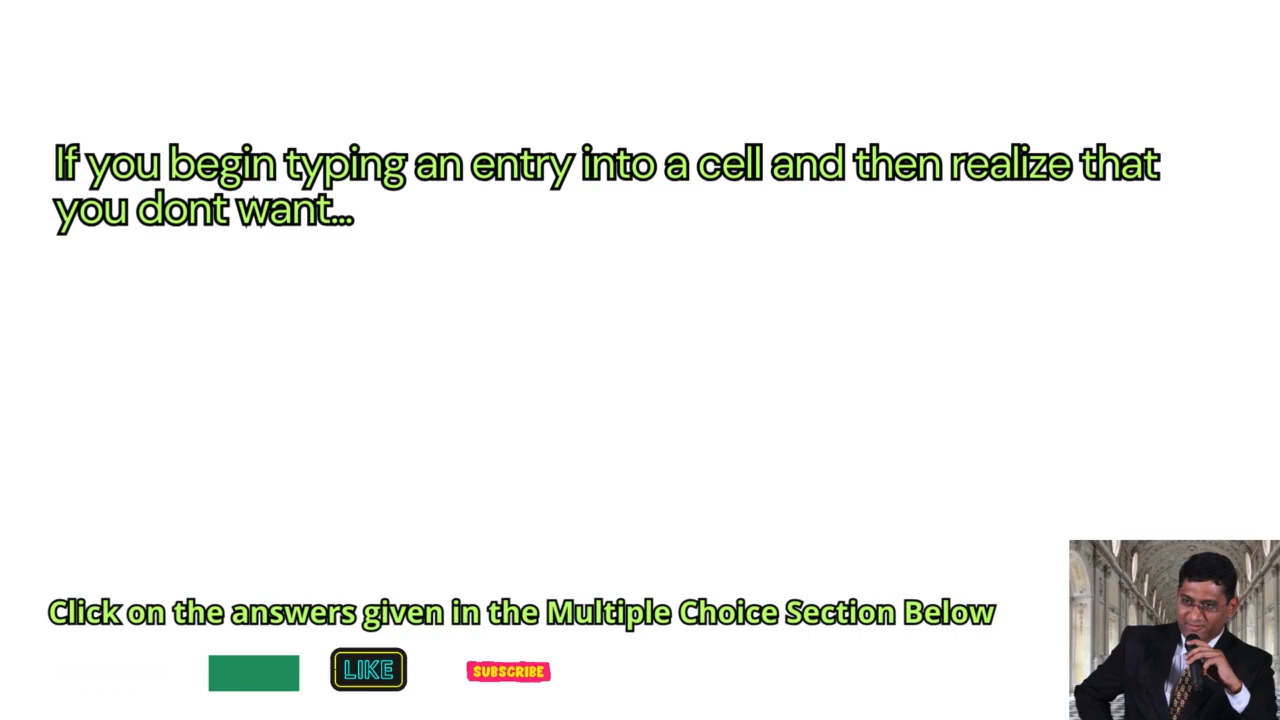 If you begin typing an entry into a cell and then realize that
you dont want...
Click on the answers given in the Multiple Choice Section Below
LIKE
SUBSCRIBE